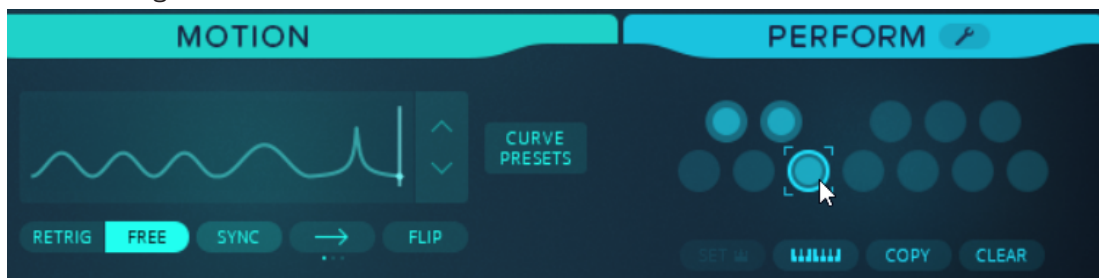 MOTION
PERFORM
CURVE
PRESETS
RETRIG FREE SYNC FLIP
SET COPY CLEAR